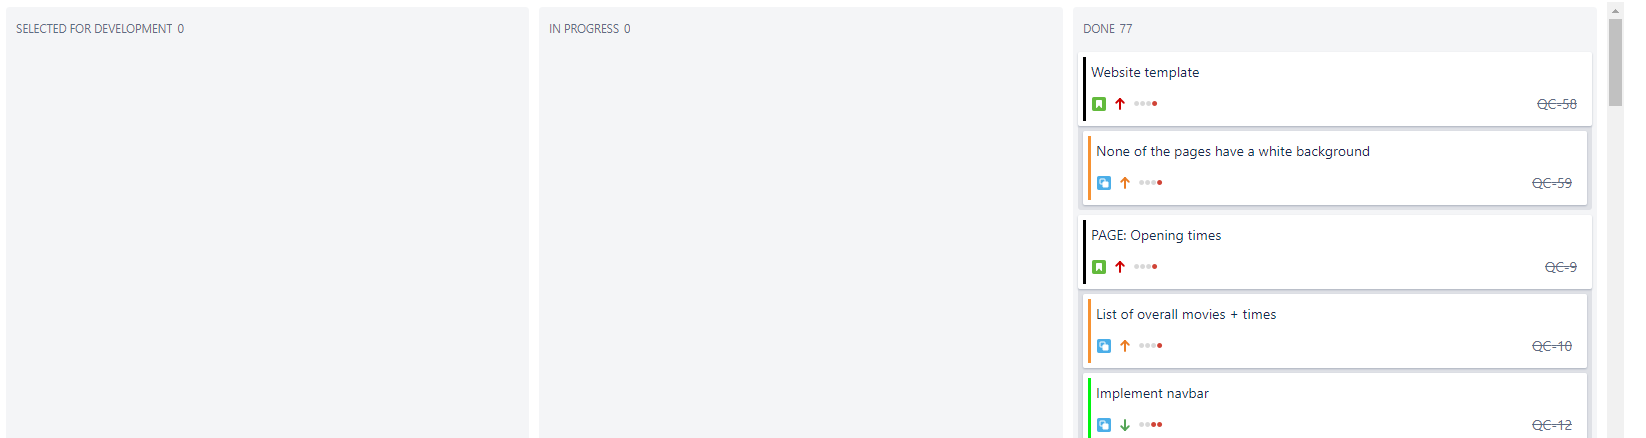 SELECTED FOR DEVELOPMENT 0
IN PROGRESS 0
DONE 77
Website template
QC-58
None of the pages have a white background
QC-59
PAGE: Opening times
QC-9
List of overall movies + times
QC-10
Implement navbar
QC-12